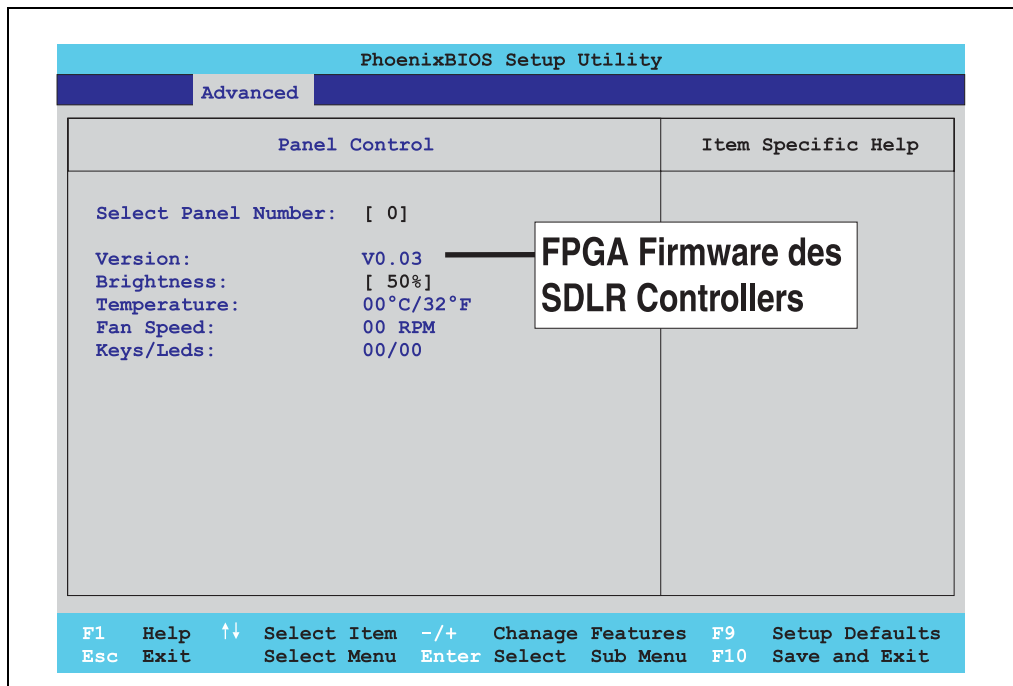 PhoenixBIOS Setup Utility
Advanced
Panel Control
Item Specific Help
Select Panel Number: [ 0]
Version: V0.03
FPGA Firmware des
SDLR Controllers
Brightness: [ 50%]
Temperature: 00°C/32°F
Fan Speed: 00 RPM
Keys/Leds: 00/00
F1 Help ↑↓ Select Item -/+ Chanage Features F9 Setup Defaults
Esc Exit Select Menu Enter Select Sub Menu F10 Save and Exit